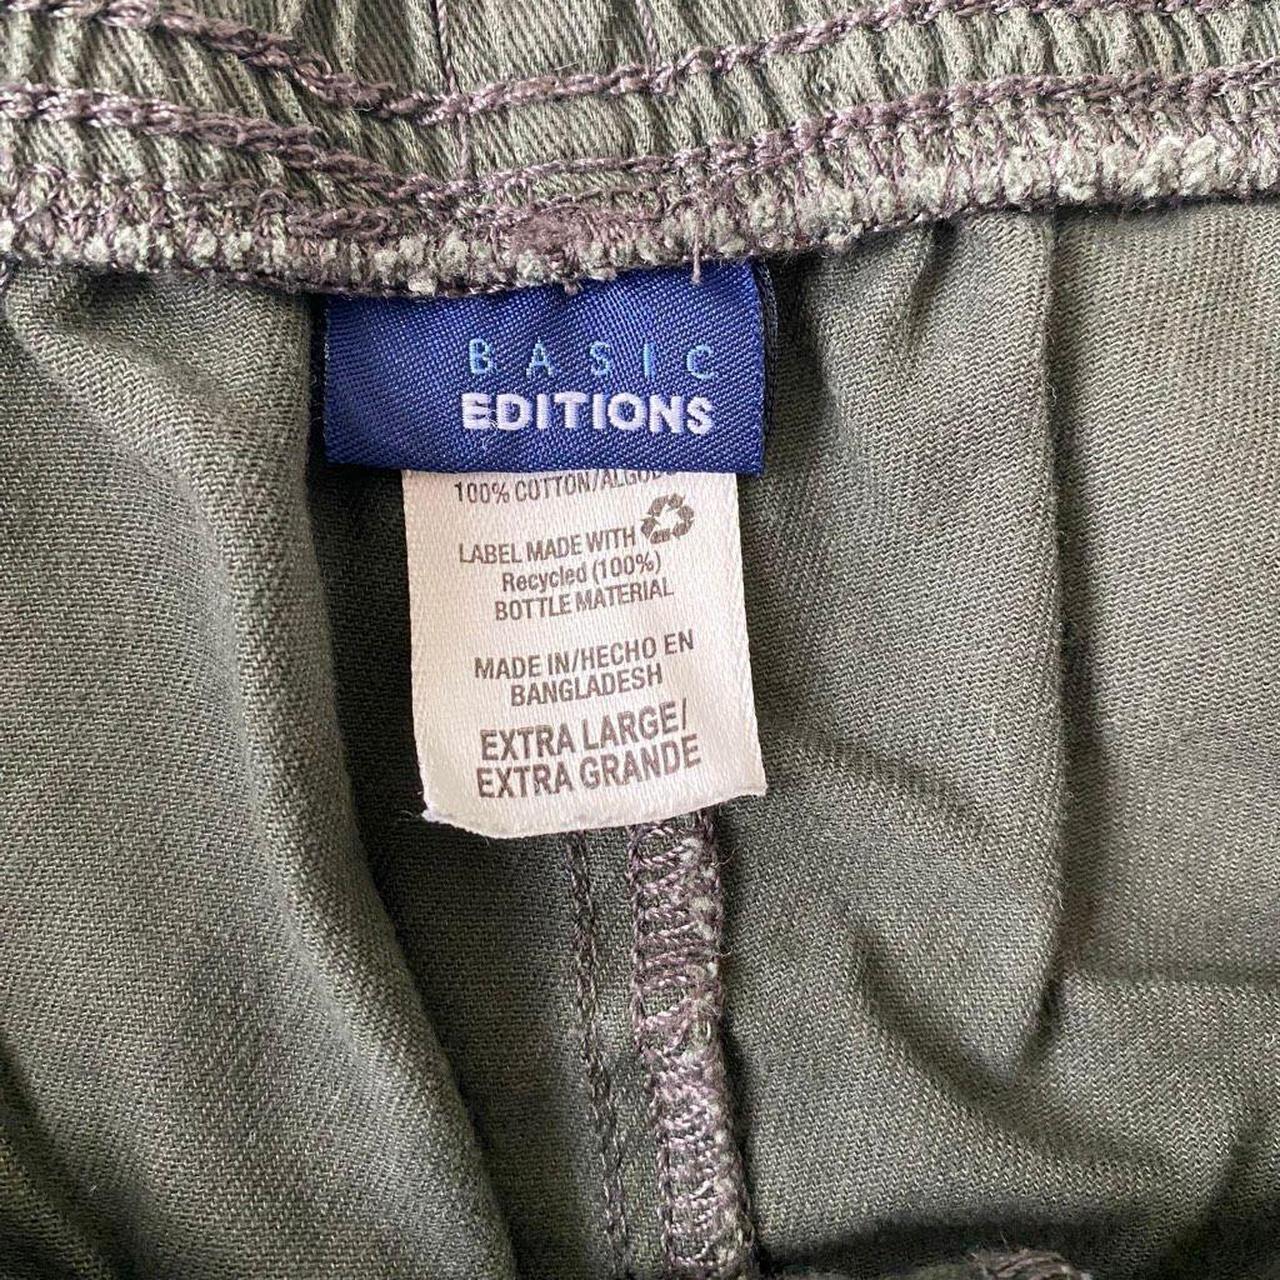 BASIC
EDITIONS
100% COTTON/
LABEL MADE WITH
Recycled (100%)
BOTTLE MATERIAL
MADE IN/HECHO EN
BANGLADESH
EXTRA LARGE/
EXTRA GRANDE